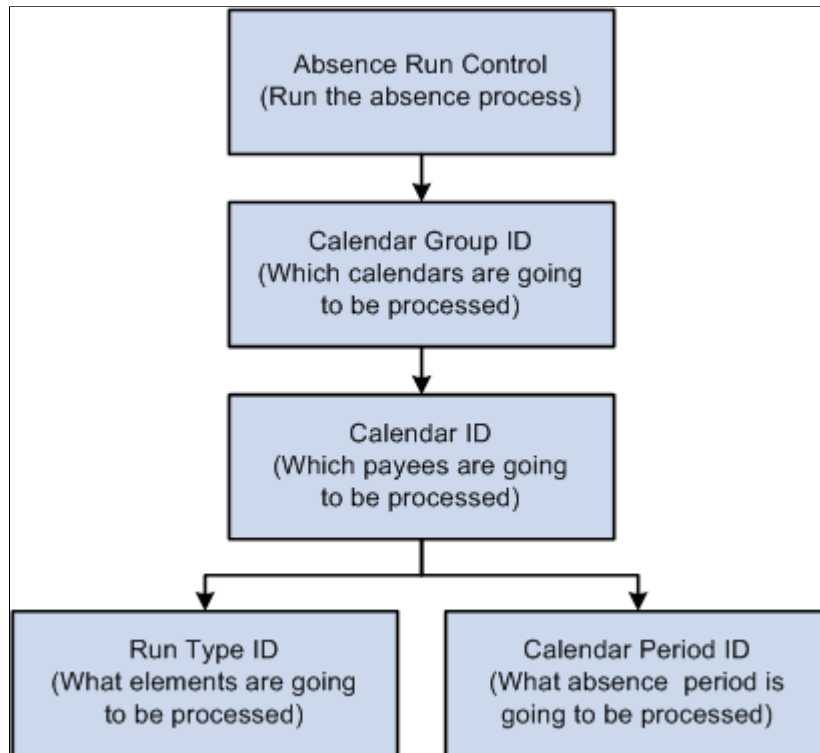 Absence Run Control
(Run the absence process)
Calendar Group ID
(Which calendars are going
to be processed)
Calendar ID
(Which payees are going
to be processed)
Run Type ID
(What elements are going
to be processed)
Calendar Period ID
(What absence period is
going to be processed)